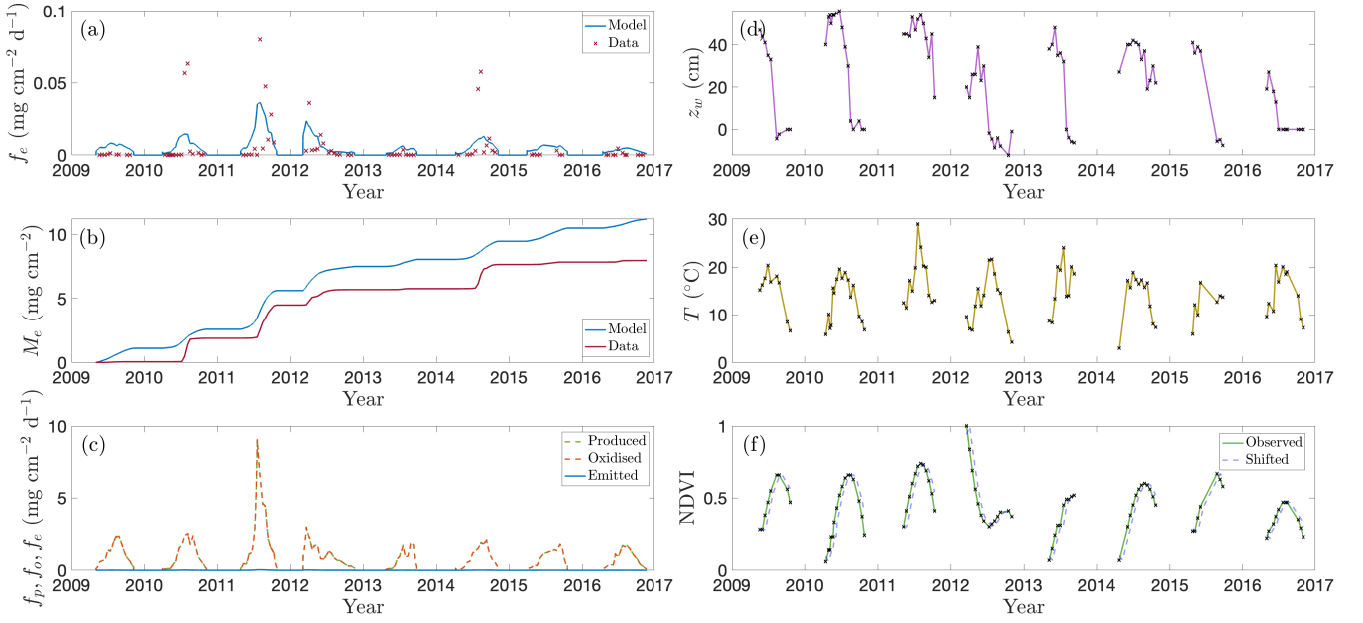 (a)
f_e (mg cm^−2 d^−1)
0.1
0.05
0
Model
Data
2009 2010 2011 2012 2013 2014 2015 2016 2017
Year
(d)
z_w (cm)
40
20
0
2009 2010 2011 2012 2013 2014 2015 2016 2017
Year
(b)
M_e (mg cm^−2)
10
5
0
Model
Data
2009 2010 2011 2012 2013 2014 2015 2016 2017
Year
(e)
T (°C)
30
20
10
0
2009 2010 2011 2012 2013 2014 2015 2016 2017
Year
(c)
f_p, f_o, f_e (mg cm^−2 d^−1)
10
5
0
Produced
Oxidised
Emitted
2009 2010 2011 2012 2013 2014 2015 2016 2017
Year
(f)
NDVI
1
0.5
0
Observed
Shifted
2009 2010 2011 2012 2013 2014 2015 2016 2017
Year